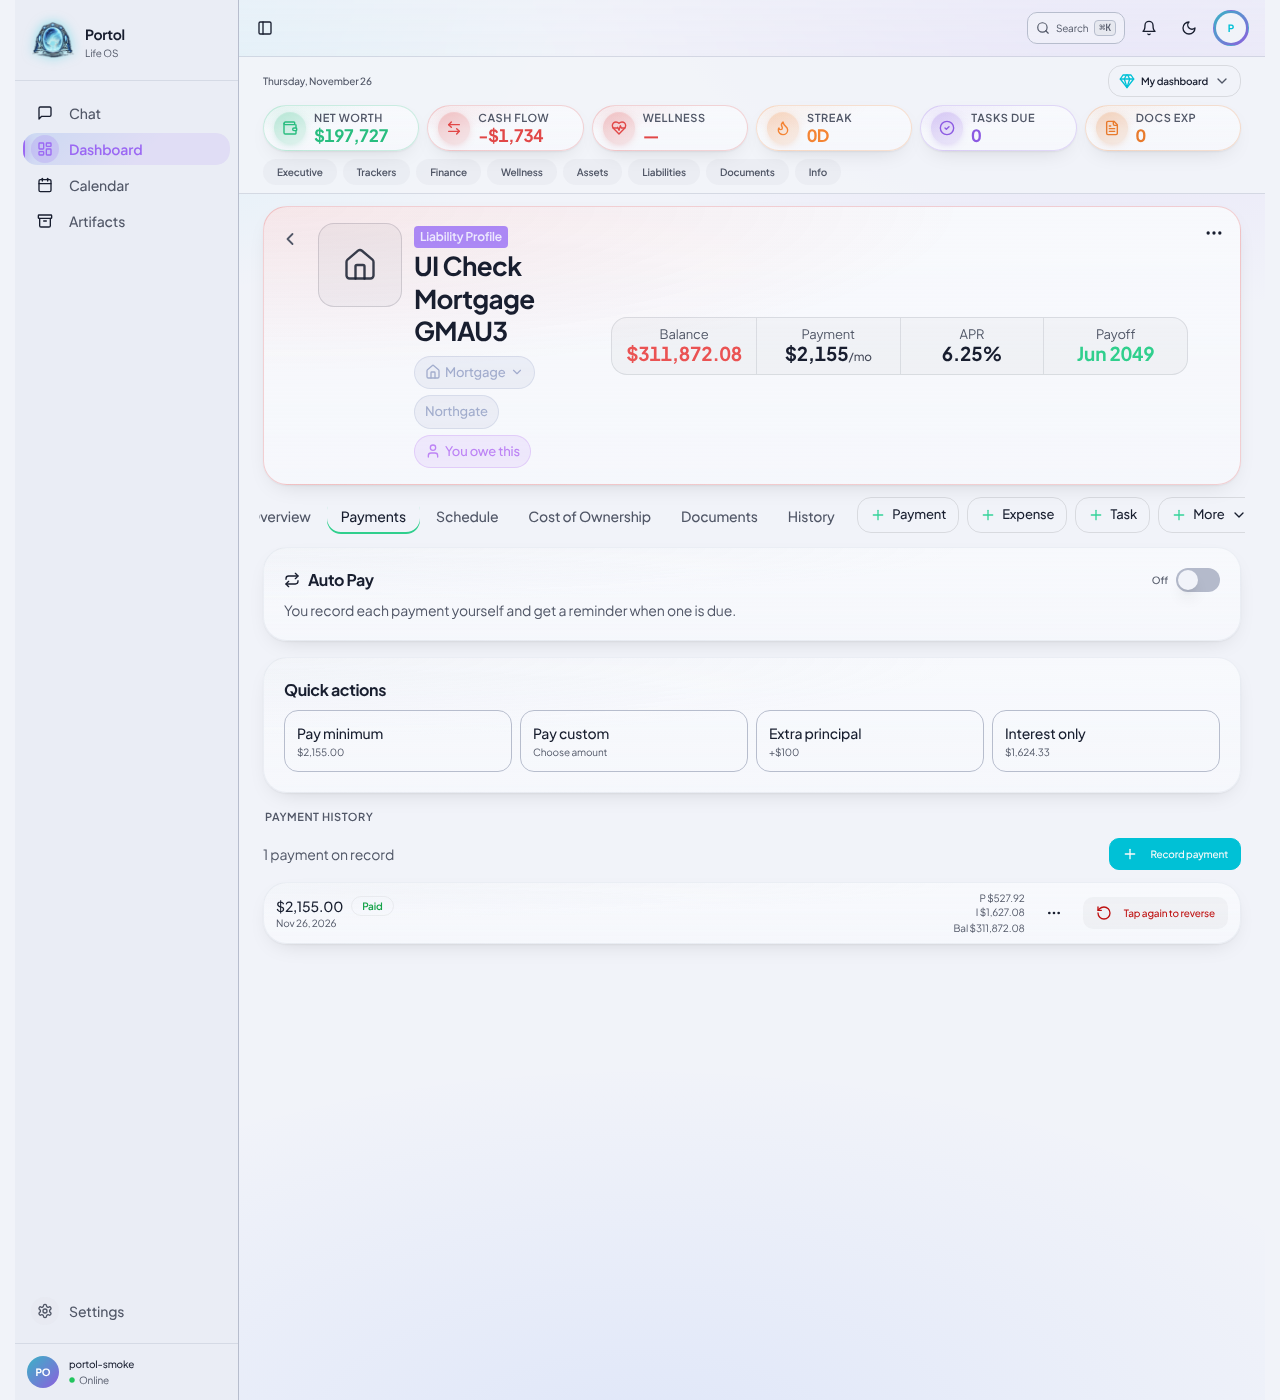 Portol
Life OS
Search ⌘K
P
Chat
Dashboard
Calendar
Artifacts
Thursday, November 26
My dashboard
NET WORTH
$197,727
CASH FLOW
-$1,734
WELLNESS
—
STREAK
0D
TASKS DUE
0
DOCS EXP
0
Executive
Trackers
Finance
Wellness
Assets
Liabilities
Documents
Info
Liability Profile
UI Check
Mortgage
GMAU3
Mortgage
Northgate
You owe this
Balance
$311,872.08
Payment
$2,155/mo
APR
6.25%
Payoff
Jun 2049
verview
Payments
Schedule
Cost of Ownership
Documents
History
Payment
Expense
Task
More
Auto Pay
Off
You record each payment yourself and get a reminder when one is due.
Quick actions
Pay minimum
$2,155.00
Pay custom
Choose amount
Extra principal
+$100
Interest only
$1,624.33
PAYMENT HISTORY
1 payment on record
Record payment
$2,155.00 Paid
Nov 26, 2026
P $527.92
I $1,627.08
Bal $311,872.08
Tap again to reverse
Settings
PO
portol-smoke
Online